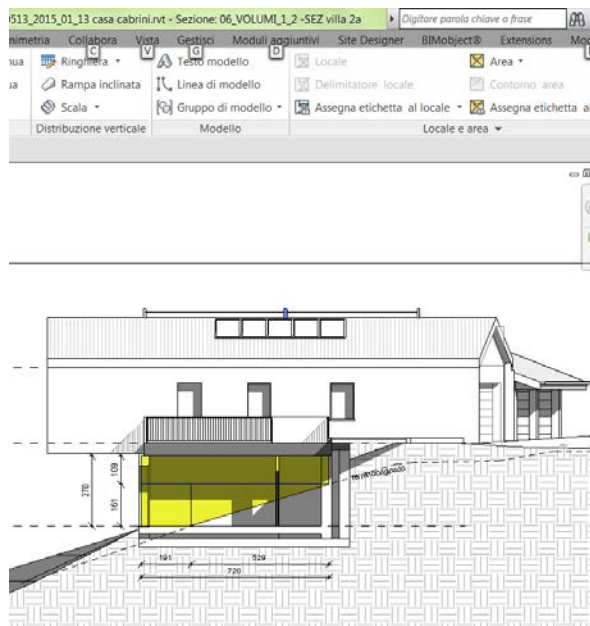 0513_2015_01_13 casa cabrini.rvt - Sezione: 06_VOLUMI_1_2 -SEZ villa 2a
Digitare parola chiave o frase
Collabora Vista Gestisci Moduli aggiuntivi Site Designer BIMobject® Extensions
C V G D
Ringhiera Testo modello Locale Area
Rampa inclinata Linea di modello Delimitatore locale Contorno area
Scala Gruppo di modello Assegna etichetta al locale Assegna etichetta
Distribuzione verticale Modello Locale e area
109
270
161
191 529
720